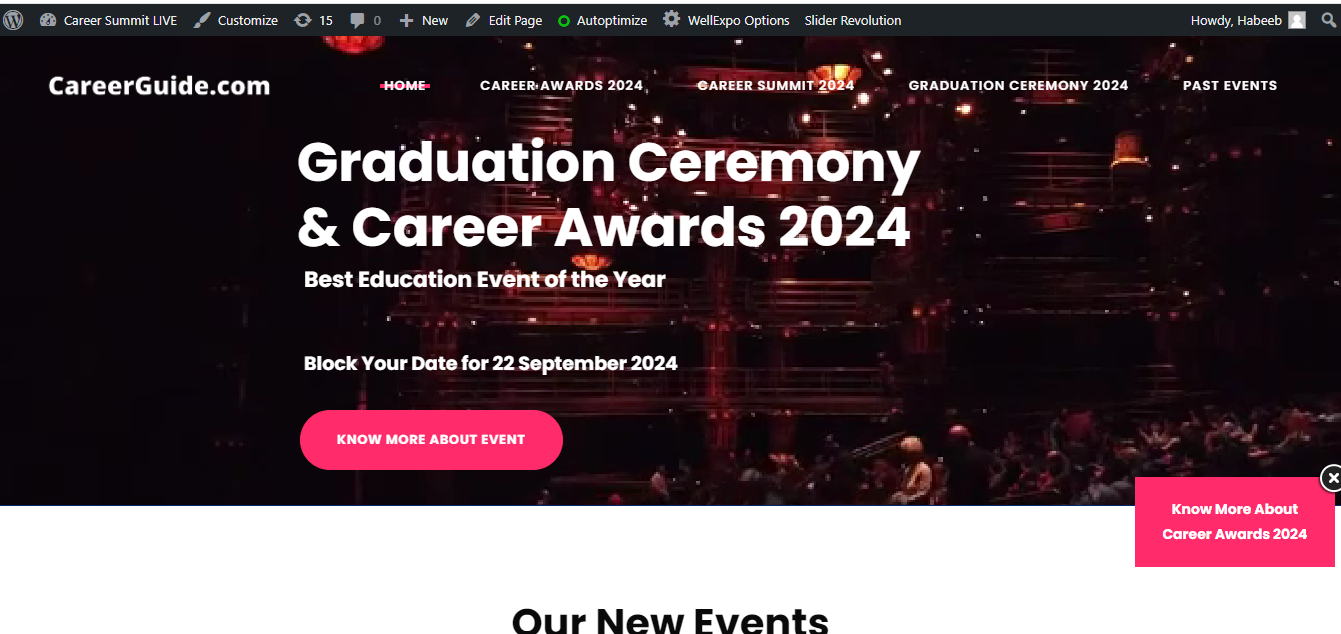 Career Summit LIVE Customize 15 0 New Edit Page Autoptimize WellExpo Options Slider Revolution Howdy, Habeeb
CareerGuide.com HOME CAREER AWARDS 2024 CAREER SUMMIT 2024 GRADUATION CEREMONY 2024 PAST EVENTS
Graduation Ceremony
& Career Awards 2024
Best Education Event of the Year
Block Your Date for 22 September 2024
KNOW MORE ABOUT EVENT
Know More About
Career Awards 2024
Our New Events